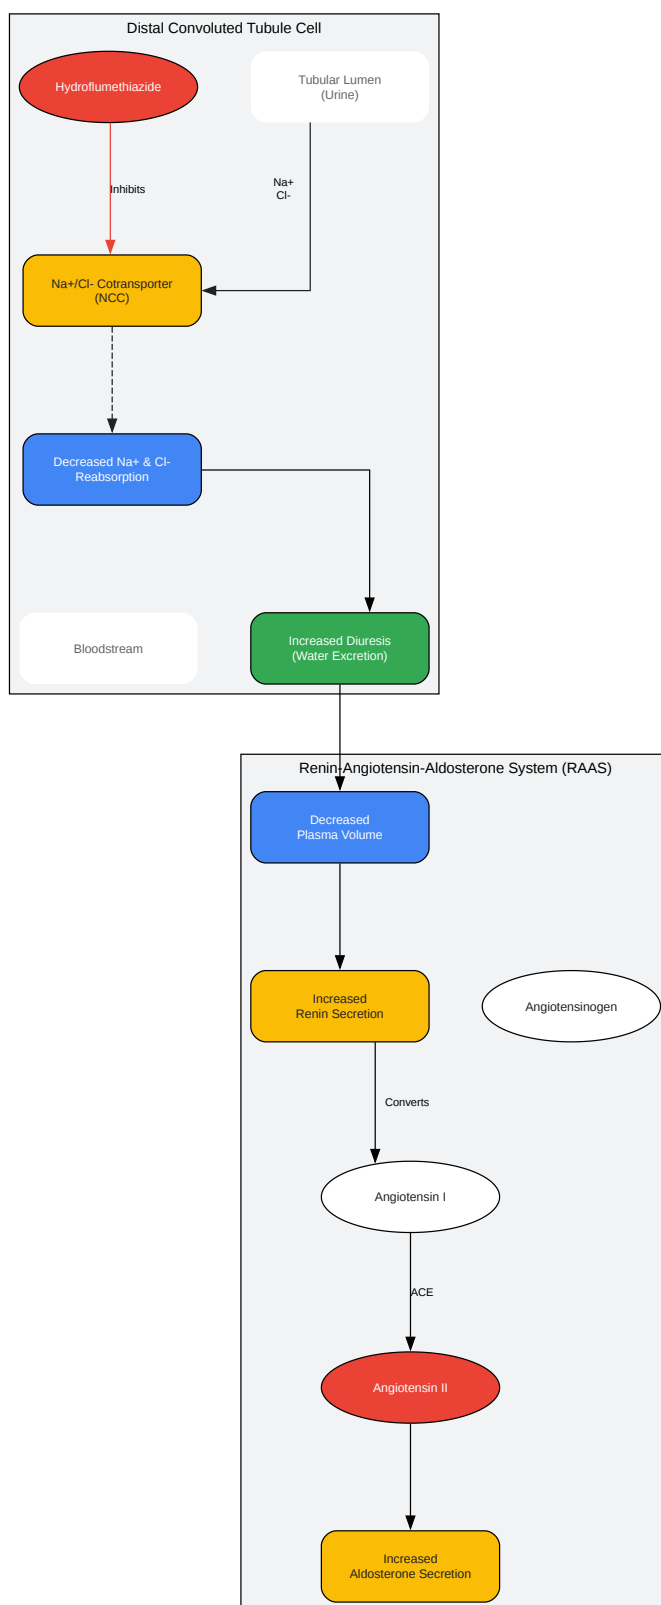 Distal Convoluted Tubule Cell
Hydroflumethiazide
Tubular Lumen
(Urine)
Inhibits
Na+
Cl-
Na+/Cl- Cotransporter
(NCC)
Decreased Na+ & Cl-
Reabsorption
Bloodstream
Increased Diuresis
(Water Excretion)
Renin-Angiotensin-Aldosterone System (RAAS)
Decreased
Plasma Volume
Increased
Renin Secretion
Angiotensinogen
Converts
Angiotensin I
ACE
Angiotensin II
Increased
Aldosterone Secretion